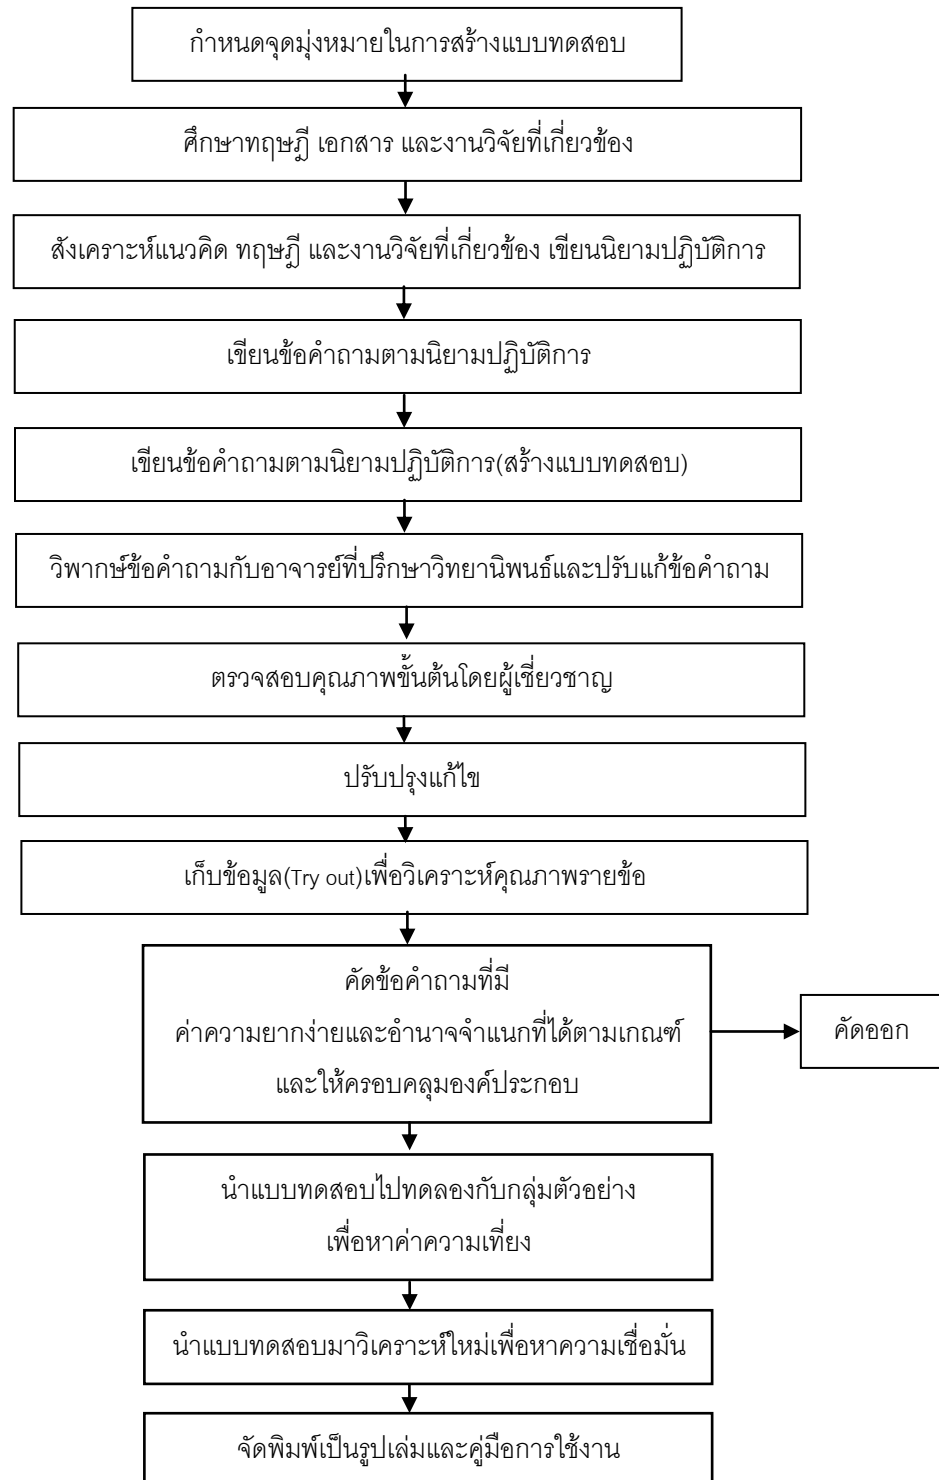 กำหนดจุดมุ่งหมายในการสร้างแบบทดสอบ
ศึกษาทฤษฎี เอกสาร และงานวิจัยที่เกี่ยวข้อง
สังเคราะห์แนวคิด ทฤษฎี และงานวิจัยที่เกี่ยวข้อง เขียนนิยามปฏิบัติการ
เขียนข้อคำถามตามนิยามปฏิบัติการ
เขียนข้อคำถามตามนิยามปฏิบัติการ(สร้างแบบทดสอบ)
วิพากษ์ข้อคำถามกับอาจารย์ที่ปรึกษาวิทยานิพนธ์และปรับแก้ข้อคำถาม
ตรวจสอบคุณภาพขั้นต้นโดยผู้เชี่ยวชาญ
ปรับปรุงแก้ไข
เก็บข้อมูล(Try out)เพื่อวิเคราะห์คุณภาพรายข้อ
คัดข้อคำถามที่มี
ค่าความยากง่ายและอำนาจจำแนกที่ได้ตามเกณฑ์
และให้ครอบคลุมองค์ประกอบ
คัดออก
นำแบบทดสอบไปทดลองกับกลุ่มตัวอย่าง
เพื่อหาค่าความเที่ยง
นำแบบทดสอบมาวิเคราะห์ใหม่เพื่อหาความเชื่อมั่น
จัดพิมพ์เป็นรูปเล่มและคู่มือการใช้งาน